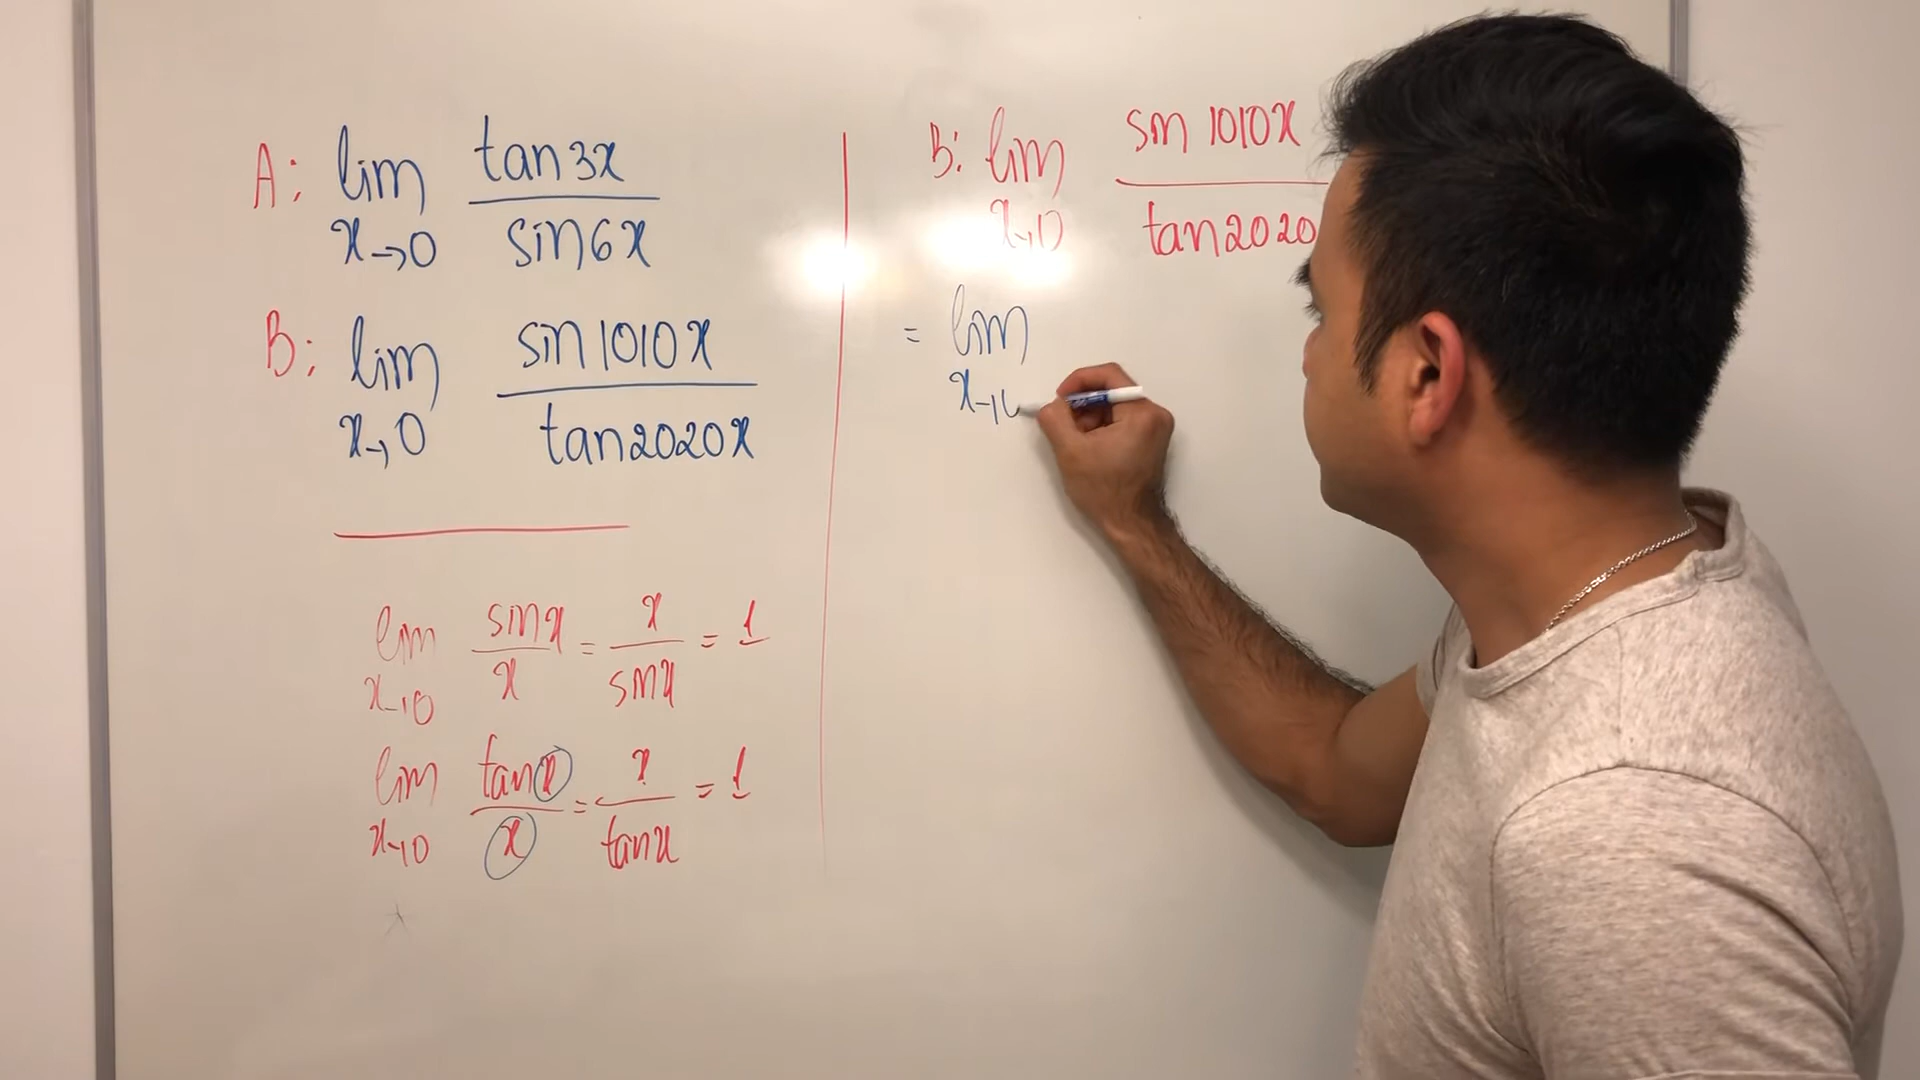 A: lim x→0 tan3x / sin6x
B: lim x→0 sin1010x / tan2020x
lim x→0 sinx / x = x / sinx = 1
lim x→0 tanx / x = x / tanx = 1
B: lim x→0 sin1010x / tan2020
= lim x→